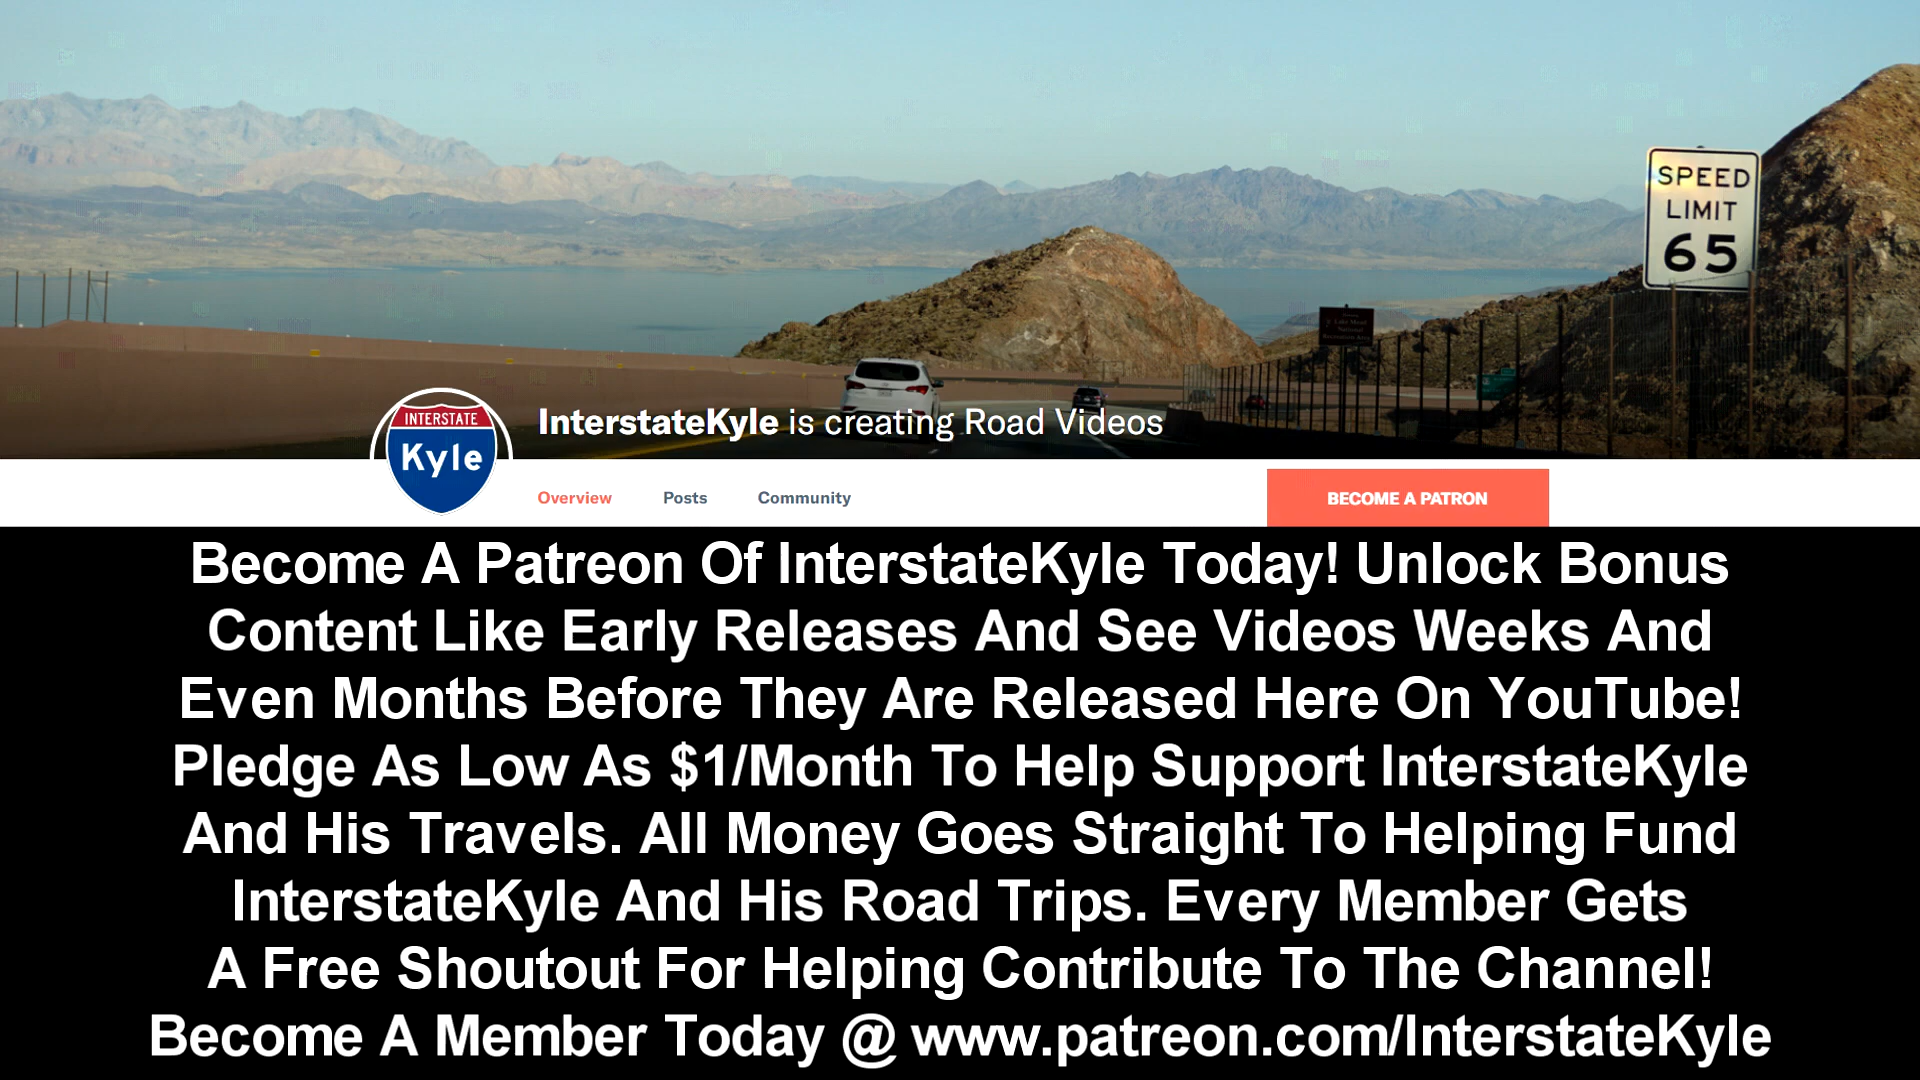 SPEED
LIMIT
65
Lake Mead
National
INTERSTATE
Kyle
InterstateKyle is creating Road Videos
Overview Posts Community BECOME A PATRON
Become A Patreon Of InterstateKyle Today! Unlock Bonus
Content Like Early Releases And See Videos Weeks And
Even Months Before They Are Released Here On YouTube!
Pledge As Low As $1/Month To Help Support InterstateKyle
And His Travels. All Money Goes Straight To Helping Fund
InterstateKyle And His Road Trips. Every Member Gets
A Free Shoutout For Helping Contribute To The Channel!
Become A Member Today @ www.patreon.com/InterstateKyle